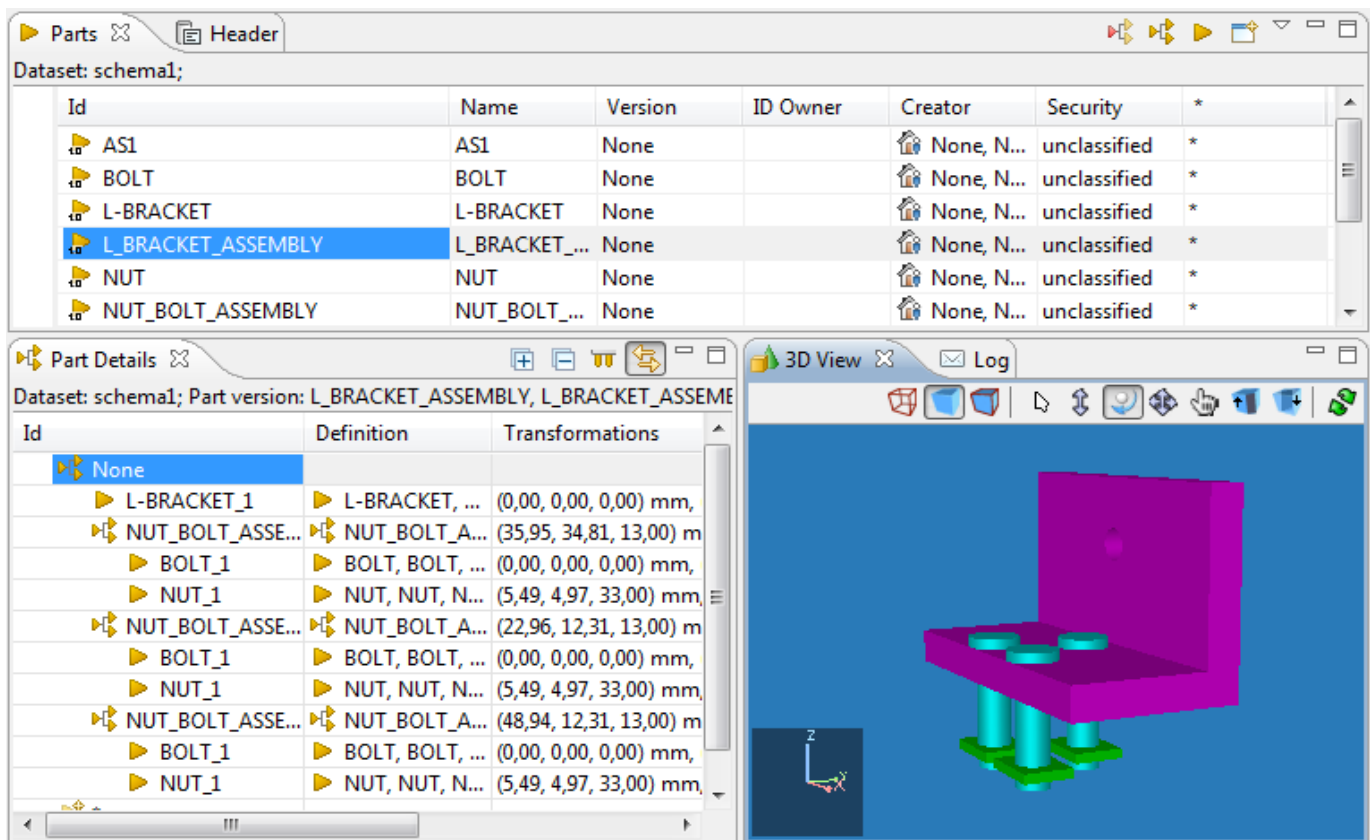 Parts Header
Dataset: schema1;
Id Name Version ID Owner Creator Security *
AS1 AS1 None None, N... unclassified *
BOLT BOLT None None, N... unclassified *
L-BRACKET L-BRACKET None None, N... unclassified *
L_BRACKET_ASSEMBLY L_BRACKET_... None None, N... unclassified *
NUT NUT None None, N... unclassified *
NUT_BOLT_ASSEMBLY NUT_BOLT_... None None, N... unclassified *
Part Details
Dataset: schema1; Part version: L_BRACKET_ASSEMBLY, L_BRACKET_ASSEME
Id Definition Transformations
None
L-BRACKET_1 L-BRACKET, ... (0,00, 0,00, 0,00) mm,
NUT_BOLT_ASSE... NUT_BOLT_A... (35,95, 34,81, 13,00) m
BOLT_1 BOLT, BOLT, ... (0,00, 0,00, 0,00) mm,
NUT_1 NUT, NUT, N... (5,49, 4,97, 33,00) mm,
NUT_BOLT_ASSE... NUT_BOLT_A... (22,96, 12,31, 13,00) m
BOLT_1 BOLT, BOLT, ... (0,00, 0,00, 0,00) mm,
NUT_1 NUT, NUT, N... (5,49, 4,97, 33,00) mm,
NUT_BOLT_ASSE... NUT_BOLT_A... (48,94, 12,31, 13,00) m
BOLT_1 BOLT, BOLT, ... (0,00, 0,00, 0,00) mm,
NUT_1 NUT, NUT, N... (5,49, 4,97, 33,00) mm,
3D View Log
Z
Y
X